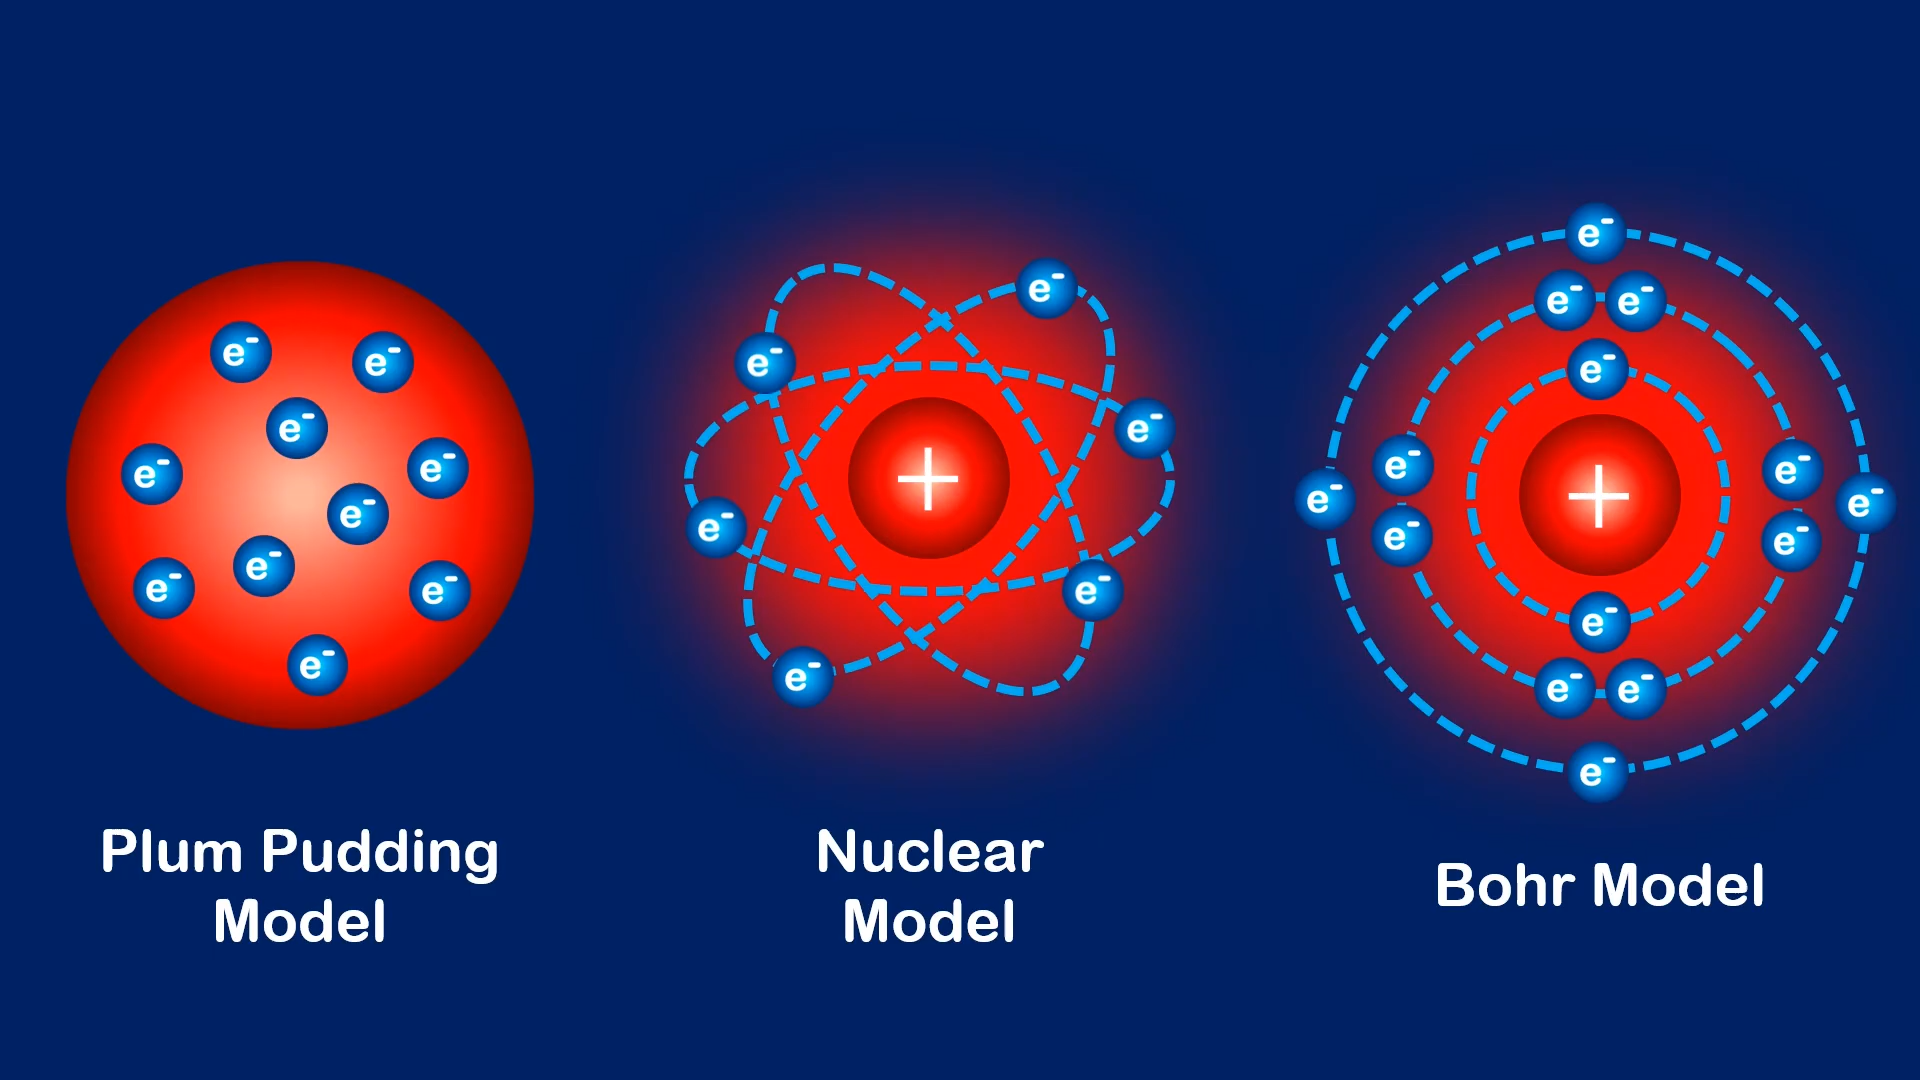 e⁻
e⁻
e⁻
e⁻
e⁻
e⁻
e⁻
e⁻
e⁻
e⁻
Plum Pudding
Model
e⁻
e⁻
e⁻
+
e⁻
e⁻
e⁻
Nuclear
Model
e⁻
e⁻ e⁻
e⁻
e⁻ e⁻
e⁻ + e⁻
e⁻ e⁻
e⁻
e⁻ e⁻
e⁻
Bohr Model